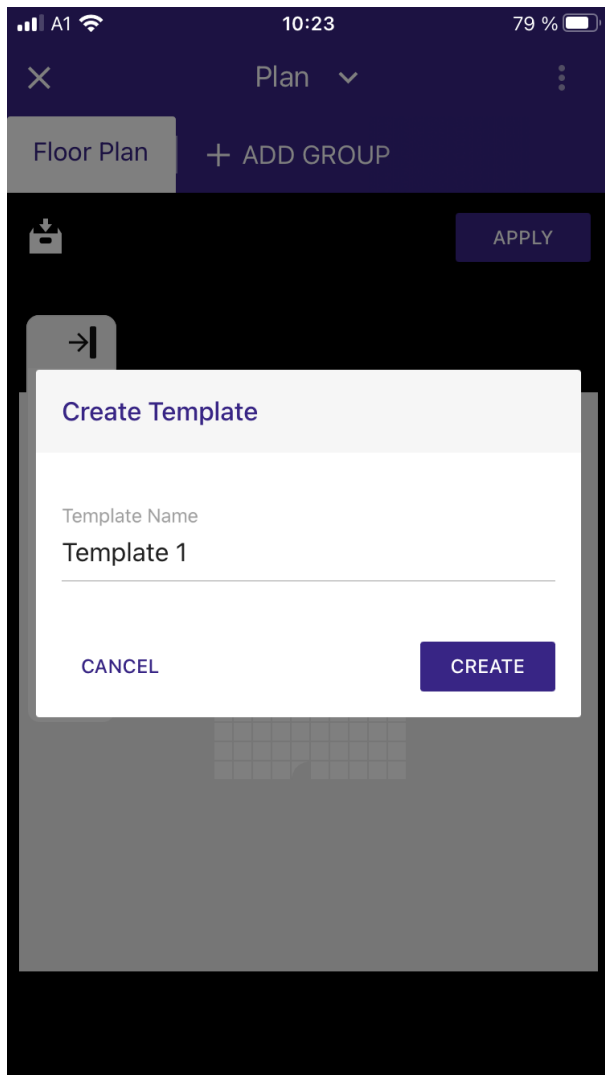 A1 10:23 79 %
Plan
Floor Plan + ADD GROUP
APPLY
Create Template
Template Name
Template 1
CANCEL CREATE